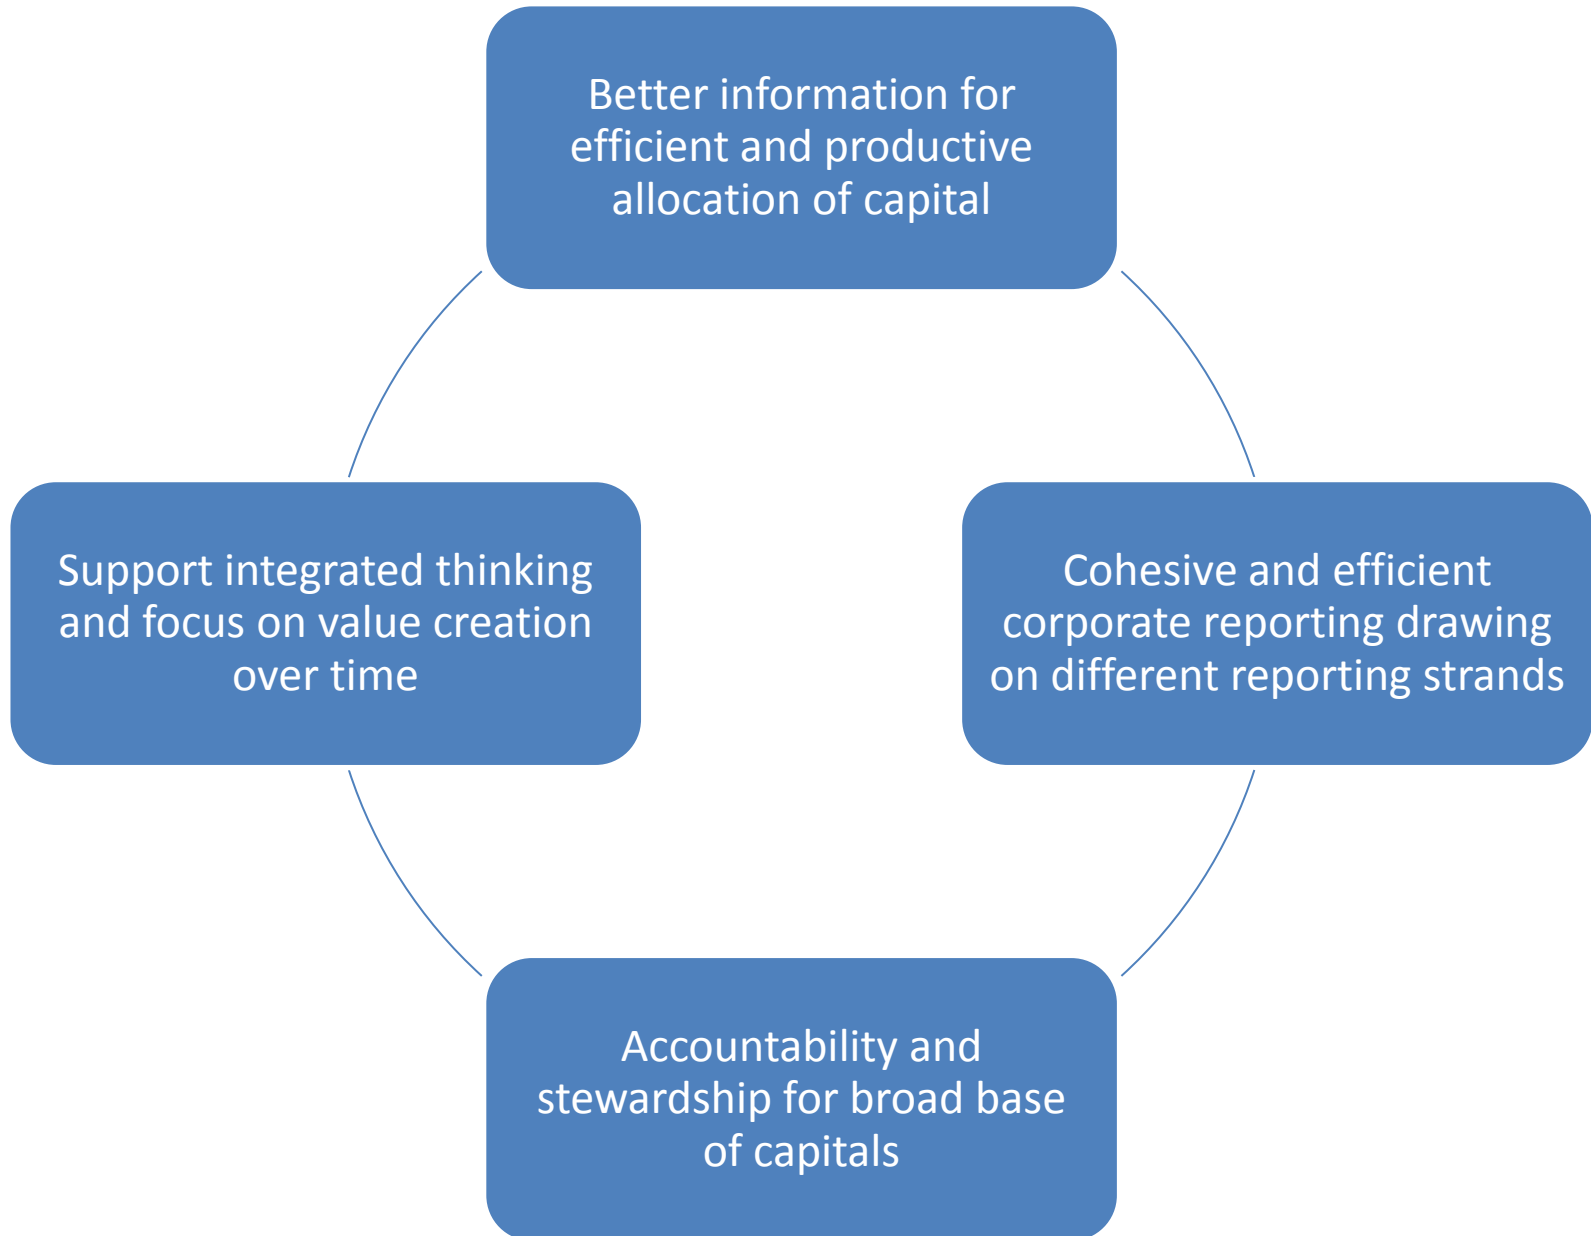 Better information for
efficient and productive
allocation of capital
Support integrated thinking
and focus on value creation
over time
Cohesive and efficient
corporate reporting drawing
on different reporting strands
Accountability and
stewardship for broad base
of capitals